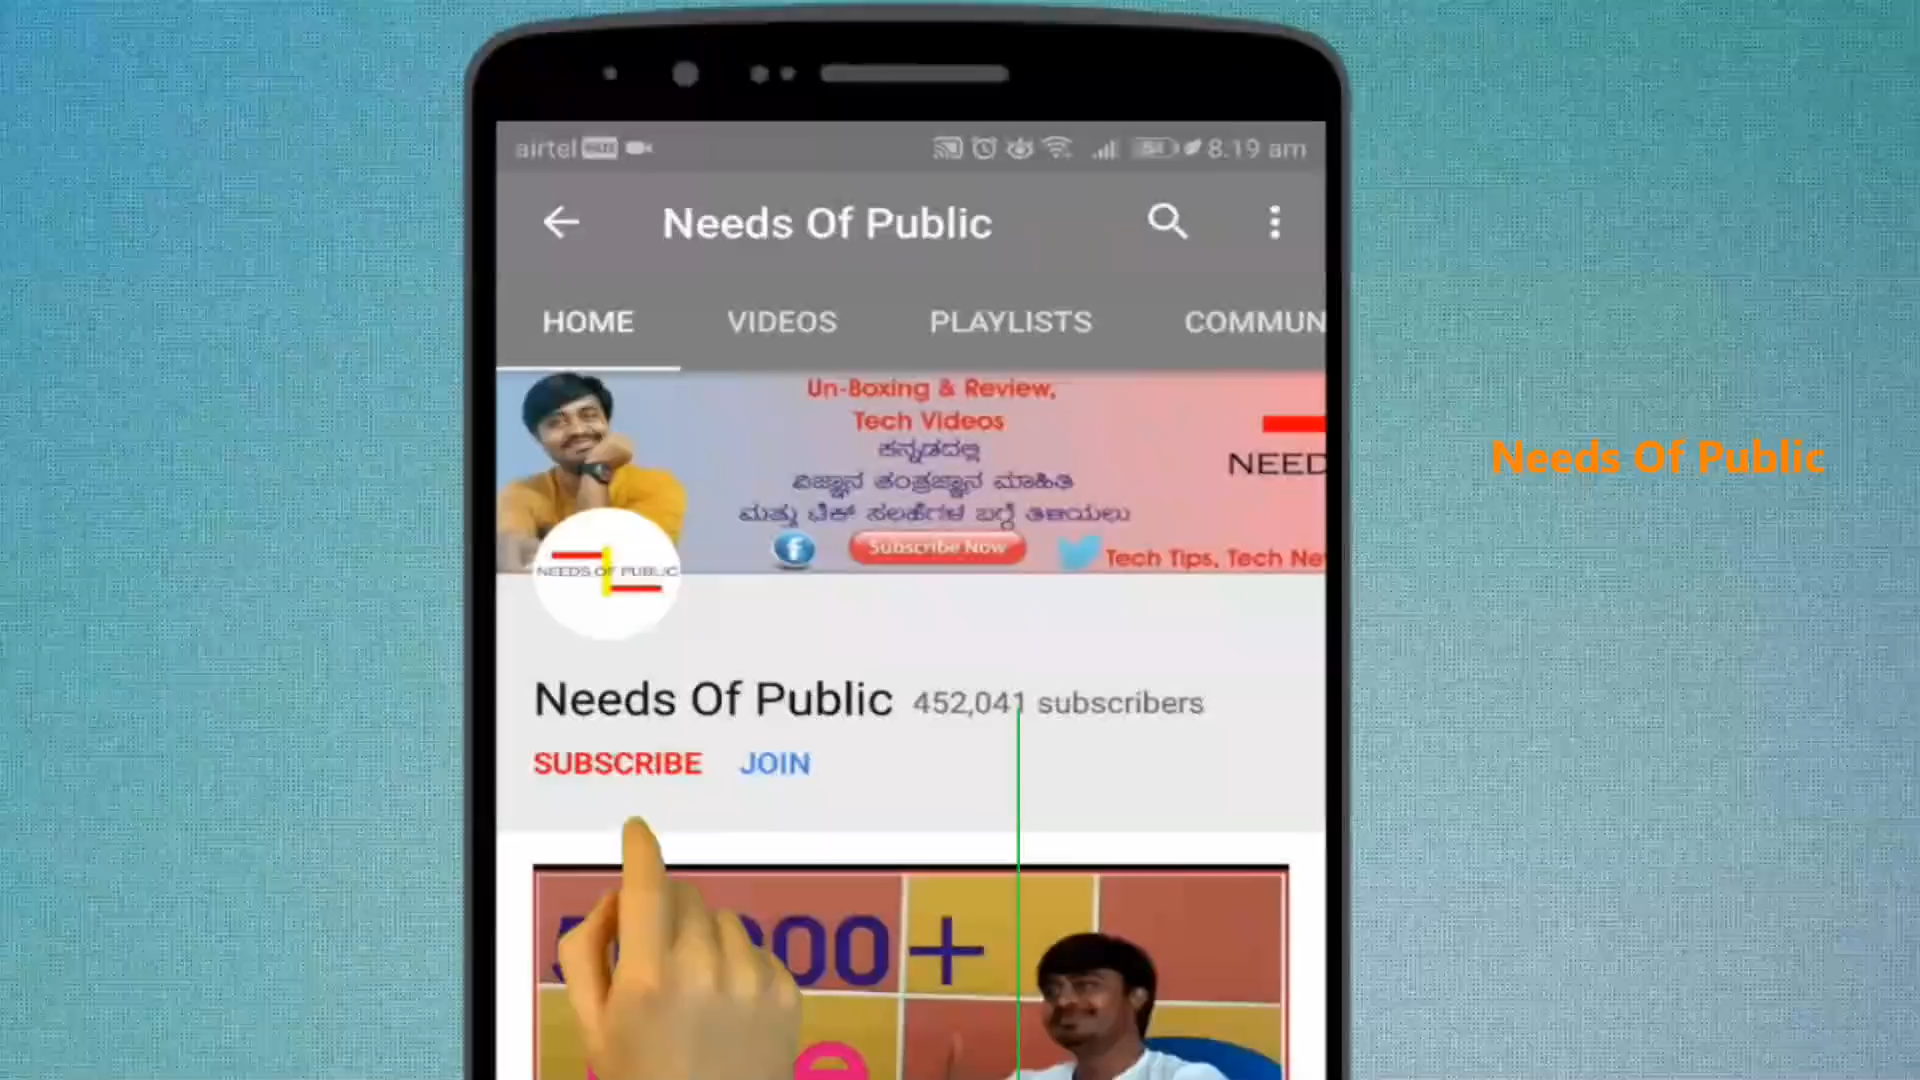 airtel
8.19 am
Needs Of Public
HOME VIDEOS PLAYLISTS COMMUN
Un-Boxing & Review,
Tech Videos
ಕನ್ನಡದಲ್ಲಿ
ವಿಜ್ಞಾನ ತಂತ್ರಜ್ಞಾನ ಮಾಹಿತಿ
ಮತ್ತು ಟೆಕ್ ಸಲಹೆಗಳ ಬಗ್ಗೆ ತಿಳಿಯಲು
NEED
Subscribe Now
Tech Tips, Tech Ne
NEEDS OF PUBLIC
Needs Of Public 452,041 subscribers
SUBSCRIBE JOIN
Needs Of Public